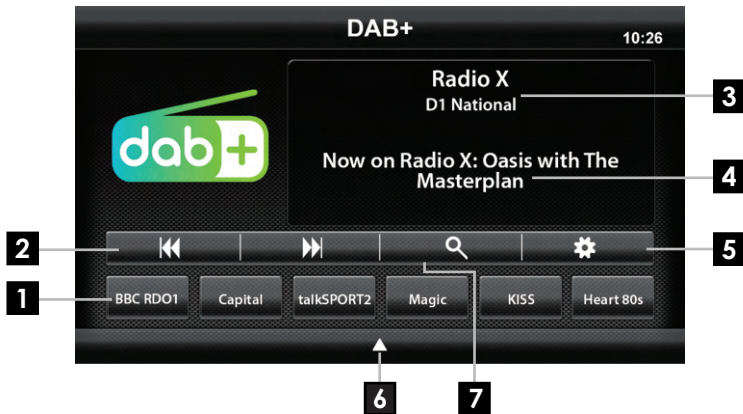 DAB+
10:26
Radio X
D1 National
3
dab+
Now on Radio X: Oasis with The
Masterplan
4
2
5
1
BBC RDO1 Capital talkSPORT2 Magic KISS Heart 80s
6
7